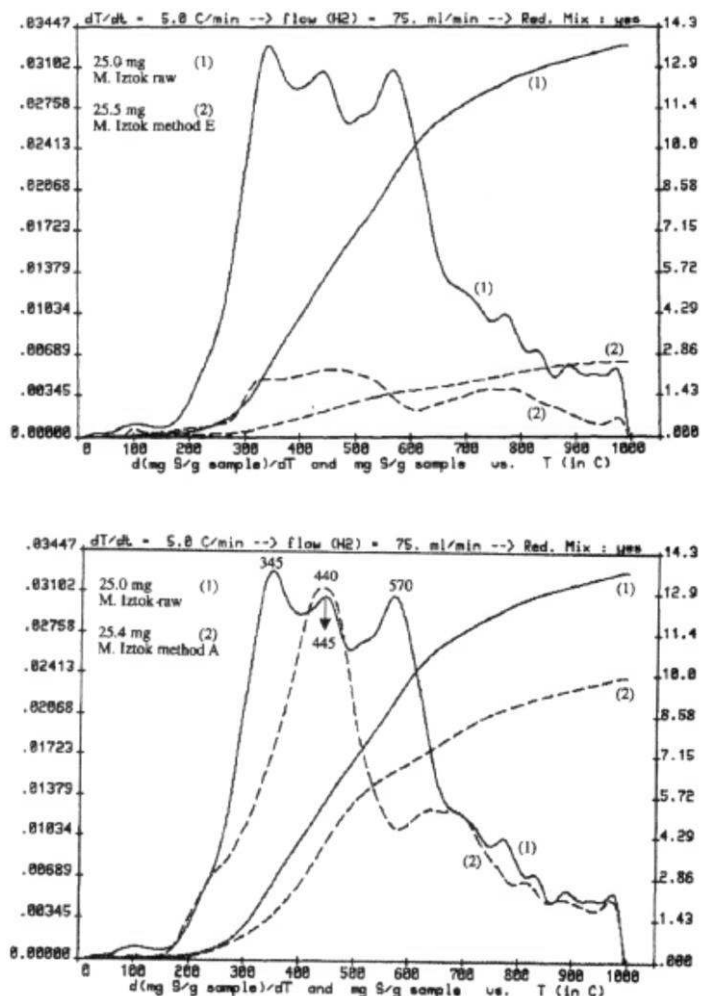 dT/dt = 5.0 C/min --> flow (H2) = 75. ml/min --> Red. Mix : yes
.03447 14.3
25.0 mg (1)
M. Iztok raw
(1)
.03102 12.9
25.5 mg (2)
M. Iztok method E
.02758 11.4
.02413 10.0
.02068 8.58
.01723 7.15
.01379 5.72
(1)
.01034 4.29
(2)
.00689 2.86
.00345 1.43
(2)
0.00000 .000
0 100 200 300 400 500 600 700 800 900 1000
d(mg S/g sample)/dT and mg S/g sample vs. T (in C)
dT/dt = 5.0 C/min --> flow (H2) = 75. ml/min --> Red. Mix : yes
.03447 14.3
345 440 570
25.0 mg (1)
M. Iztok-raw
(1)
.03102 12.9
25.4 mg (2)
M. Iztok method A
445
.02758 11.4
.02413 10.0
(2)
.02068 8.58
.01723 7.15
.01379 5.72
.01034 4.29
(1)
(2)
.00689 2.86
.00345 1.43
0.00000 .000
0 100 200 300 400 500 600 700 800 900 1000
d(mg S/g sample)/dT and mg S/g sample vs. T (in C)